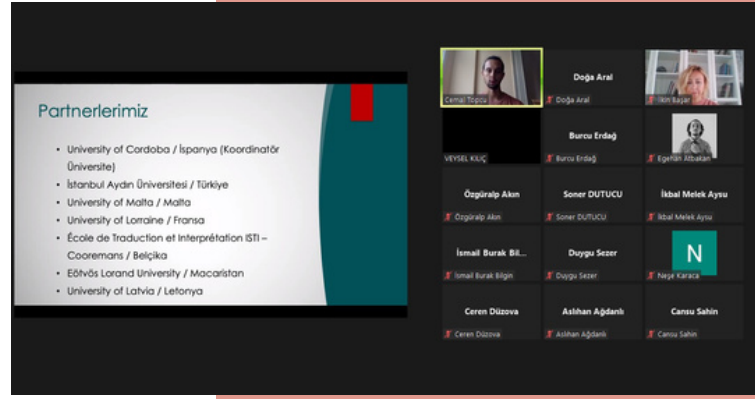 Partnerlerimiz
• University of Cordoba / İspanya (Koordinatör
Üniversite)
• İstanbul Aydın Üniversitesi / Türkiye
• University of Malta / Malta
• University of Lorraine / Fransa
• École de Traduction et Interprétation ISTI –
Cooremans / Belçika
• Eötvös Lorand University / Macaristan
• University of Latvia / Letonya
Cemal Topcu
Doğa Aral
Doğa Aral
İlkin Başar
VEYSEL KILIÇ
Burcu Erdağ
Burcu Erdağ
Egehan Altbakan
Özgüralp Akın
Özgüralp Akın
Soner DUTUCU
Soner DUTUCU
İkbal Melek Aysu
İkbal Melek Aysu
İsmail Burak Bil...
İsmail Burak Bilgin
Duygu Sezer
Duygu Sezer
N
Neşe Karaca
Ceren Düzova
Ceren Düzova
Aslıhan Ağdanlı
Aslıhan Ağdanlı
Cansu Sahin
Cansu Sahin